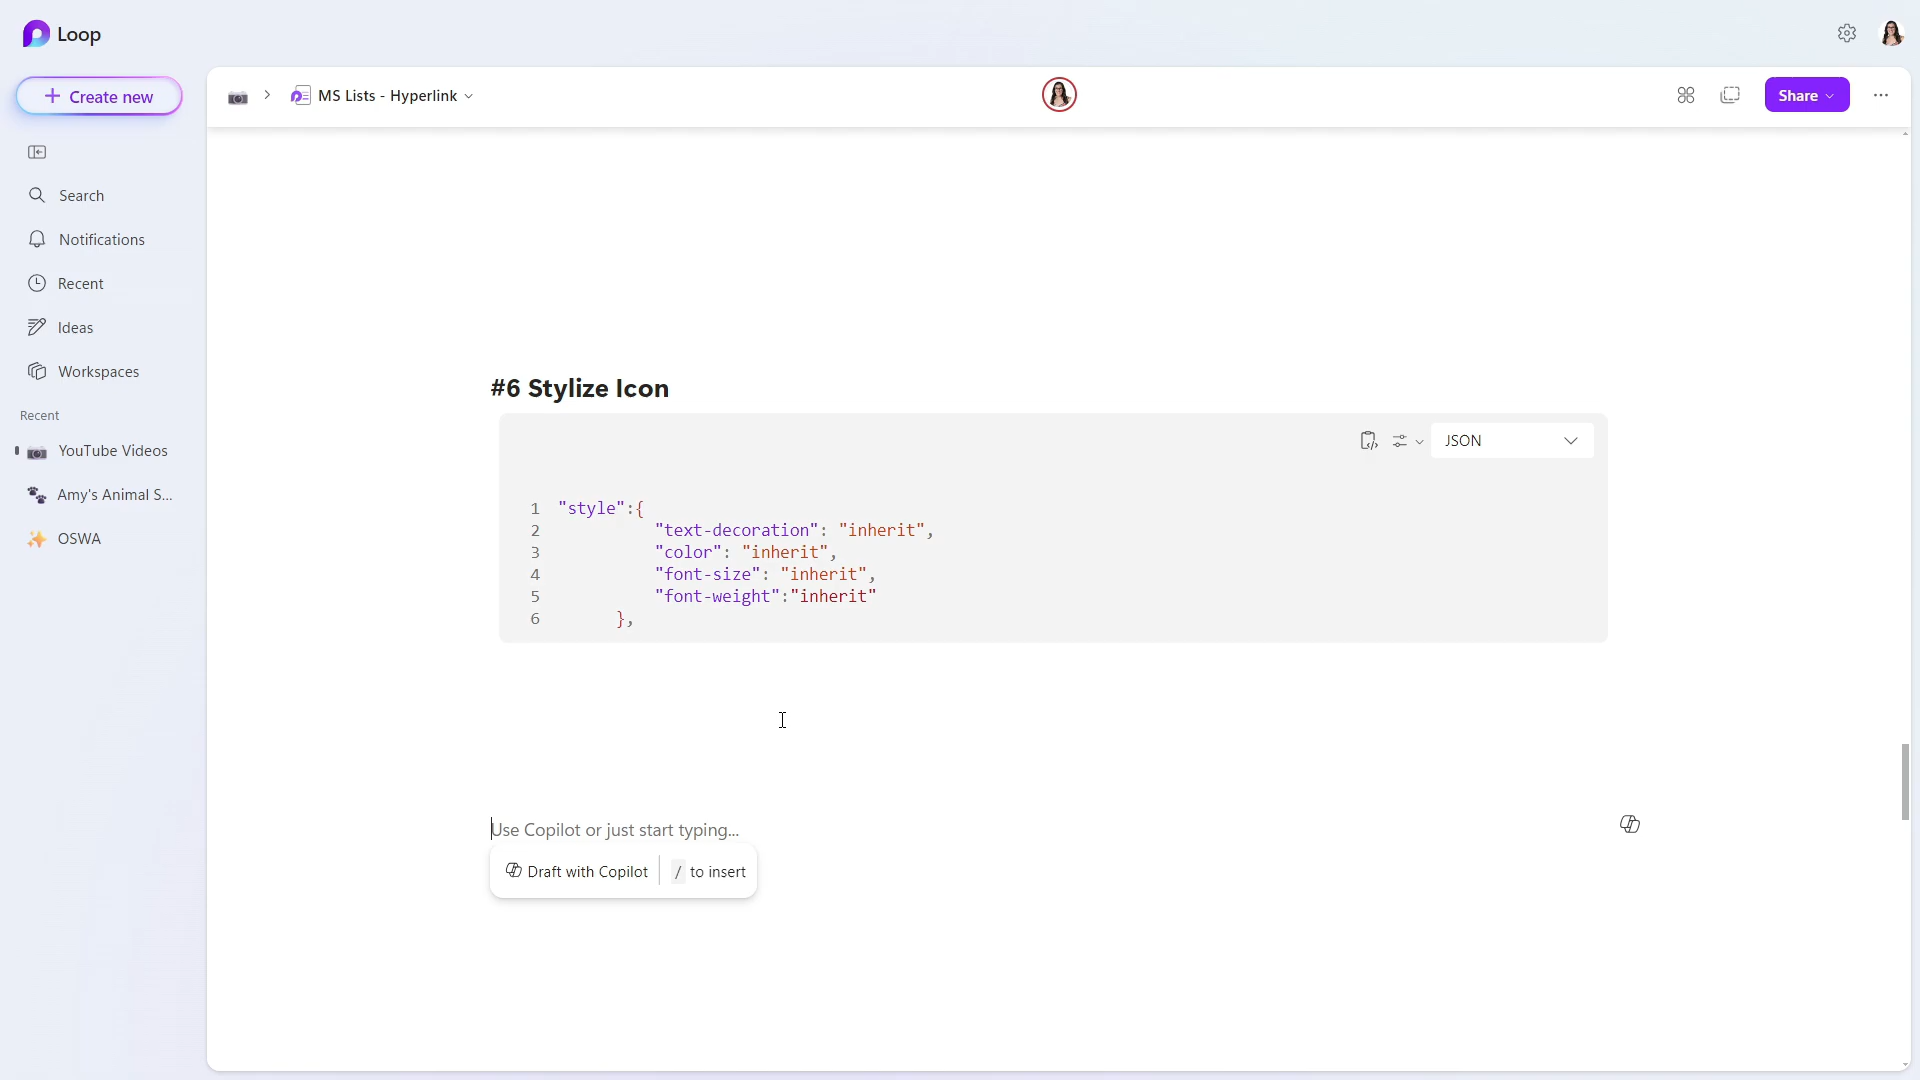 Loop
Create new
MS Lists - Hyperlink
Share
Search
Notifications
Recent
Ideas
Workspaces
Recent
YouTube Videos
Amy's Animal S...
OSWA
#6 Stylize Icon
JSON
1 "style":{
2 "text-decoration": "inherit",
3 "color": "inherit",
4 "font-size": "inherit",
5 "font-weight":"inherit"
6 },
Use Copilot or just start typing...
Draft with Copilot / to insert